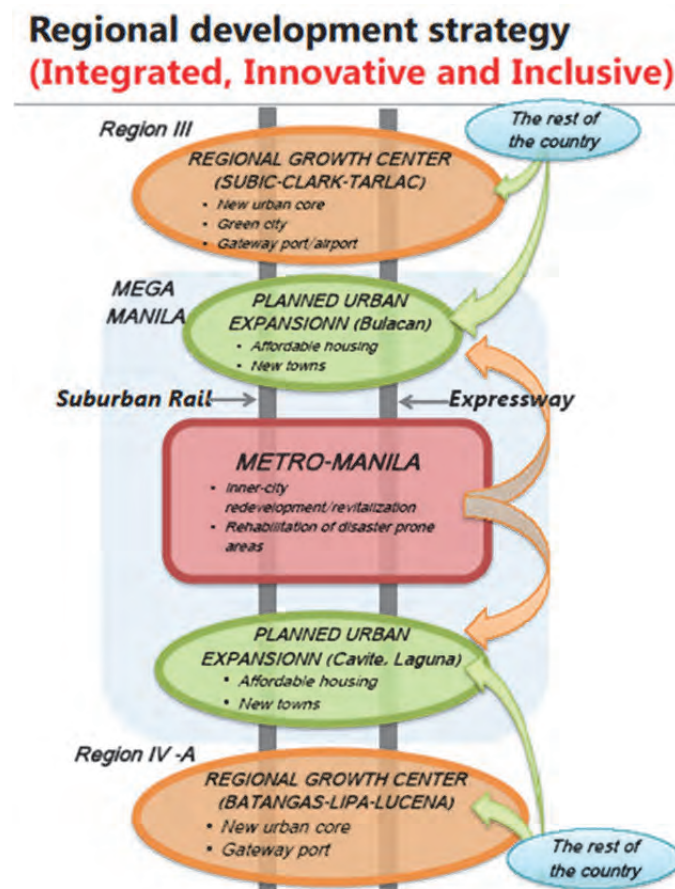 Regional development strategy
(Integrated, Innovative and Inclusive)
Region III
The rest of
the country
REGIONAL GROWTH CENTER
(SUBIC-CLARK-TARLAC)
• New urban core
• Green city
• Gateway port/airport
MEGA
MANILA
PLANNED URBAN
EXPANSIONN (Bulacan)
• Affordable housing
• New towns
Suburban Rail
Expressway
METRO-MANILA
• Inner-city
redevelopment/revitalization
• Rehabilitation of disaster prone
areas
PLANNED URBAN
EXPANSIONN (Cavite, Laguna)
• Affordable housing
• New towns
Region IV -A
REGIONAL GROWTH CENTER
(BATANGAS-LIPA-LUCENA)
• New urban core
• Gateway port
The rest of
the country